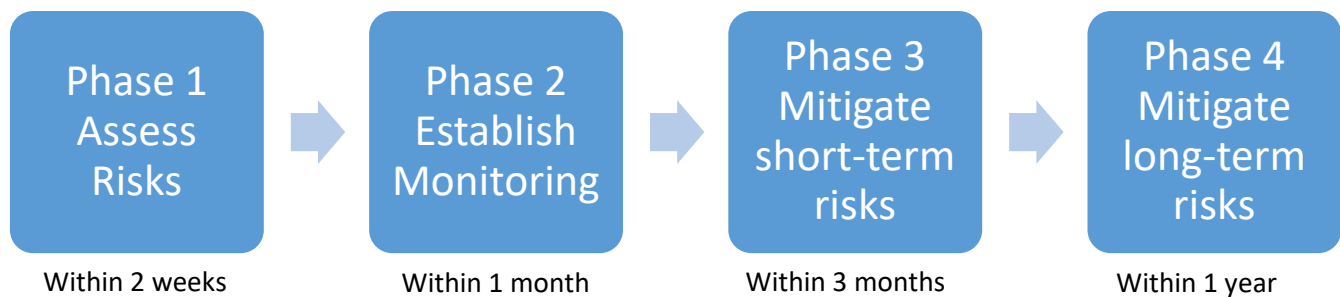 Phase 1
Assess
Risks
Within 2 weeks
Phase 2
Establish
Monitoring
Within 1 month
Phase 3
Mitigate
short-term
risks
Within 3 months
Phase 4
Mitigate
long-term
risks
Within 1 year